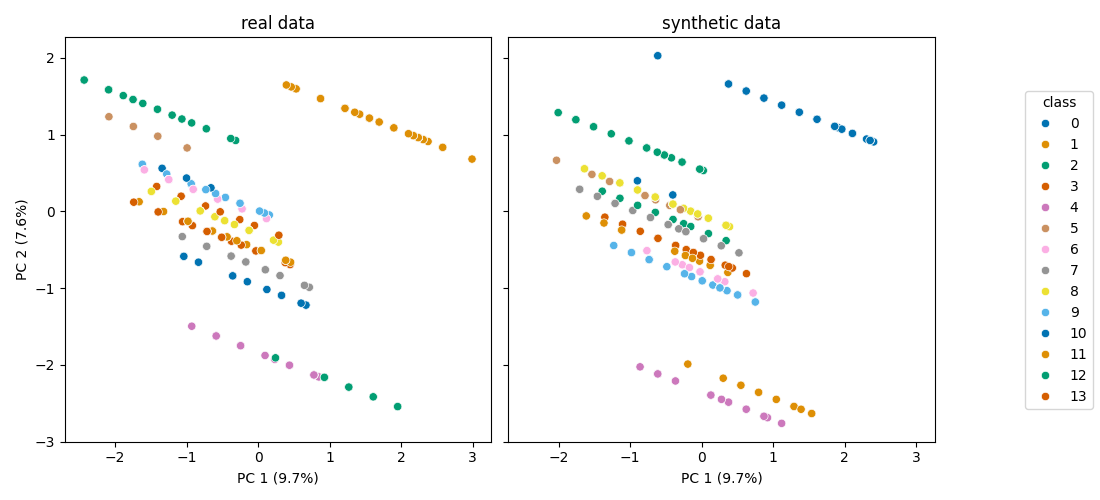 real data
synthetic data
2
1
0
−1
−2
−3
PC 2 (7.6%)
−2 −1 0 1 2 3
−2 −1 0 1 2 3
PC 1 (9.7%)
PC 1 (9.7%)
class
0
1
2
3
4
5
6
7
8
9
10
11
12
13